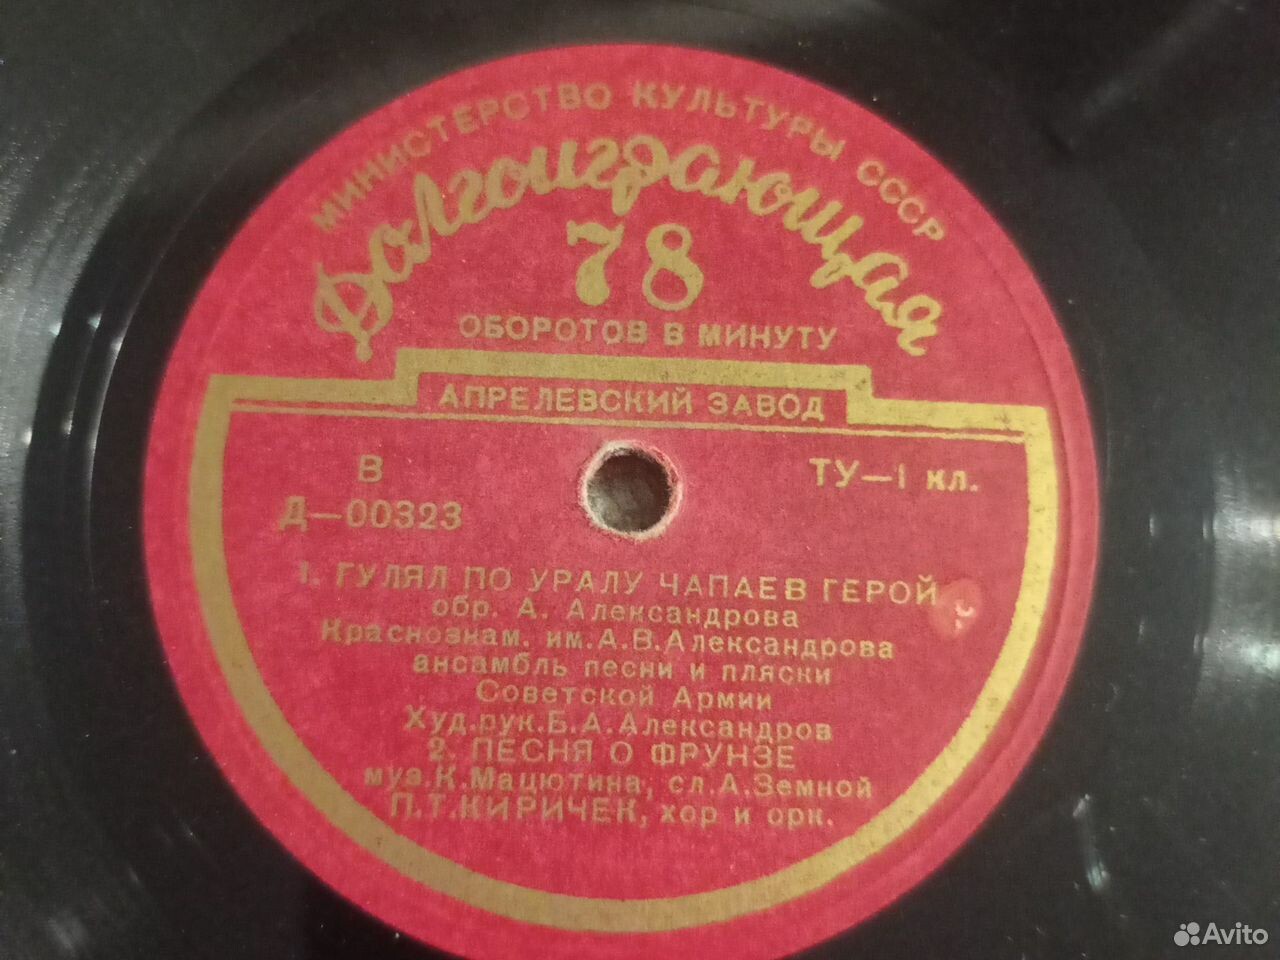 МИНИСТЕРСТВО КУЛЬТУРЫ СССР
Долгоиграющая
78
ОБОРОТОВ В МИНУТУ
АПРЕЛЕВСКИЙ ЗАВОД
В
ТУ—I кл.
Д—00323
1. ГУЛЯЛ ПО УРАЛУ ЧАПАЕВ ГЕРОЙ
обр. А. Александрова
Краснознам. им.А.В.Александрова
ансамбль песни и пляски
Советской Армии
Худ.рук.Б.А.Александров
2. ПЕСНЯ О ФРУНЗЕ
муз.К.Мацютина, сл.А.Земной
П.Т.КИРИЧЕК, хор и орк.
Avito